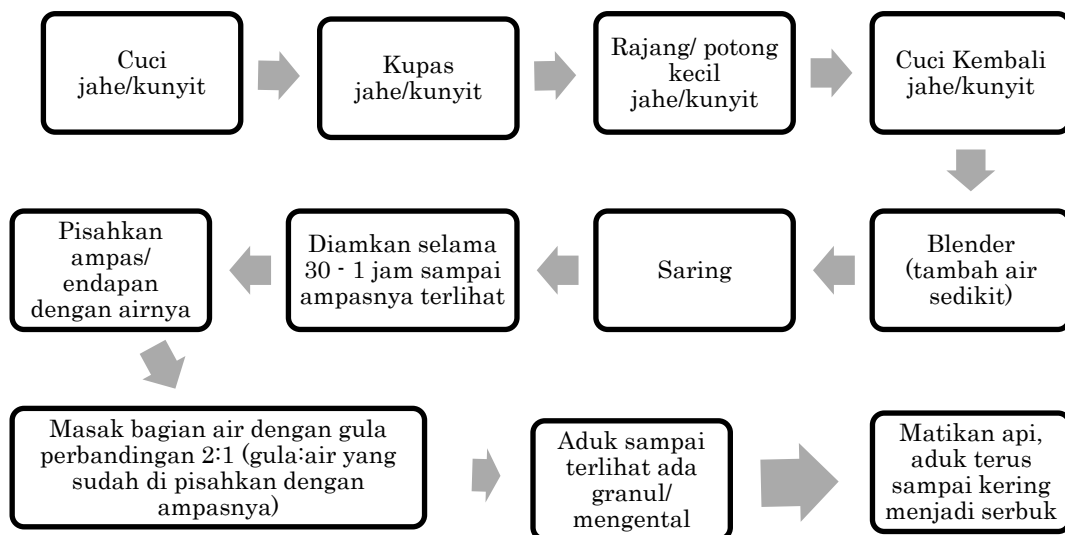 Cuci
jahe/kunyit
Kupas
jahe/kunyit
Rajang/ potong
kecil
jahe/kunyit
Cuci Kembali
jahe/kunyit
Blender
(tambah air
sedikit)
Saring
Diamkan selama
30 - 1 jam sampai
ampasnya terlihat
Pisahkan
ampas/
endapan
dengan airnya
Masak bagian air dengan gula
perbandingan 2:1 (gula:air yang
sudah di pisahkan dengan
ampasnya)
Aduk sampai
terlihat ada
granul/
mengental
Matikan api,
aduk terus
sampai kering
menjadi serbuk